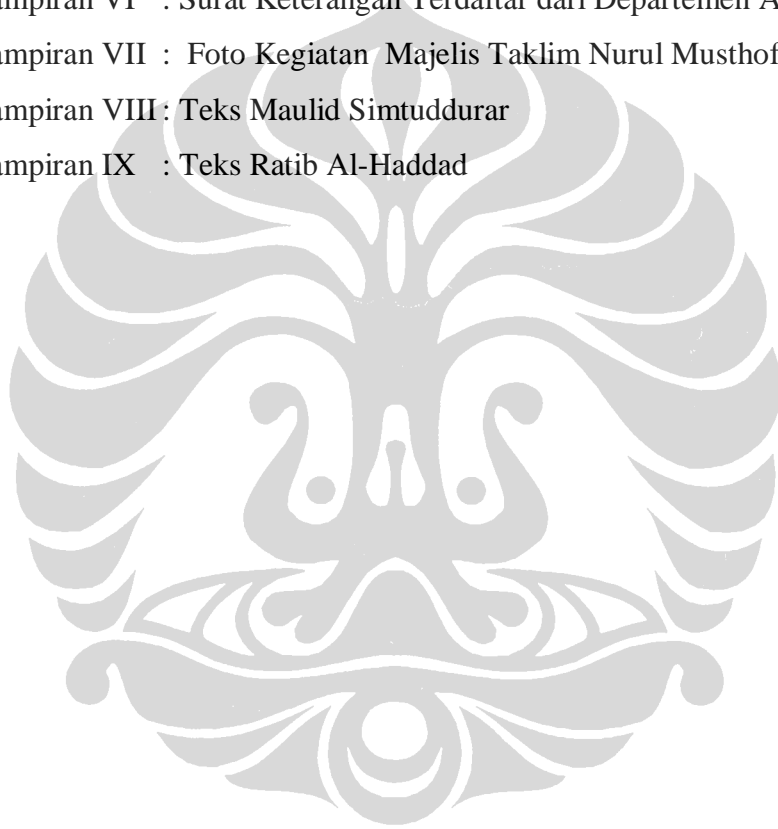 ampiran VI : Surat Keterangan Terdaftar dari Departemen A
ampiran VII : Foto Kegiatan Majelis Taklim Nurul Musthof
ampiran VIII : Teks Maulid Simtuddurar
ampiran IX : Teks Ratib Al-Haddad